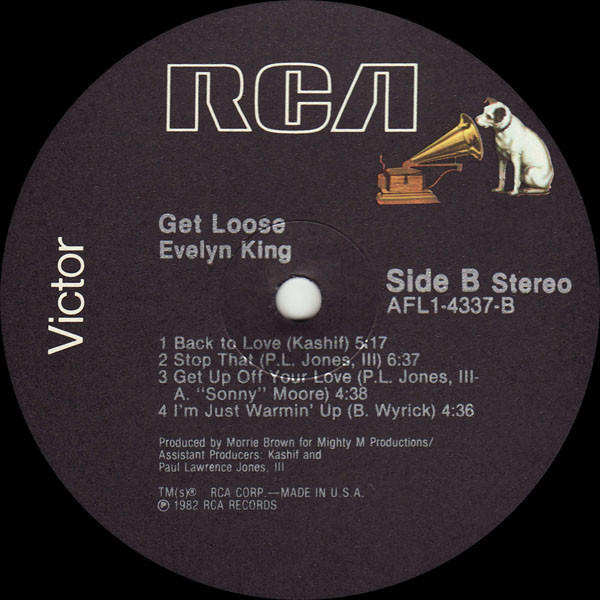 RCA
Victor
Get Loose
Evelyn King
Side B Stereo
AFL1-4337-B
1 Back to Love (Kashif) 5:17
2 Stop That (P.L. Jones, III) 6:37
3 Get Up Off Your Love (P.L. Jones, III-
A. "Sonny" Moore) 4:38
4 I'm Just Warmin' Up (B. Wyrick) 4:36
Produced by Morrie Brown for Mighty M Productions/
Assistant Producers: Kashif and
Paul Lawrence Jones, III
TM(s)® RCA CORP.—MADE IN U.S.A.
℗ 1982 RCA RECORDS